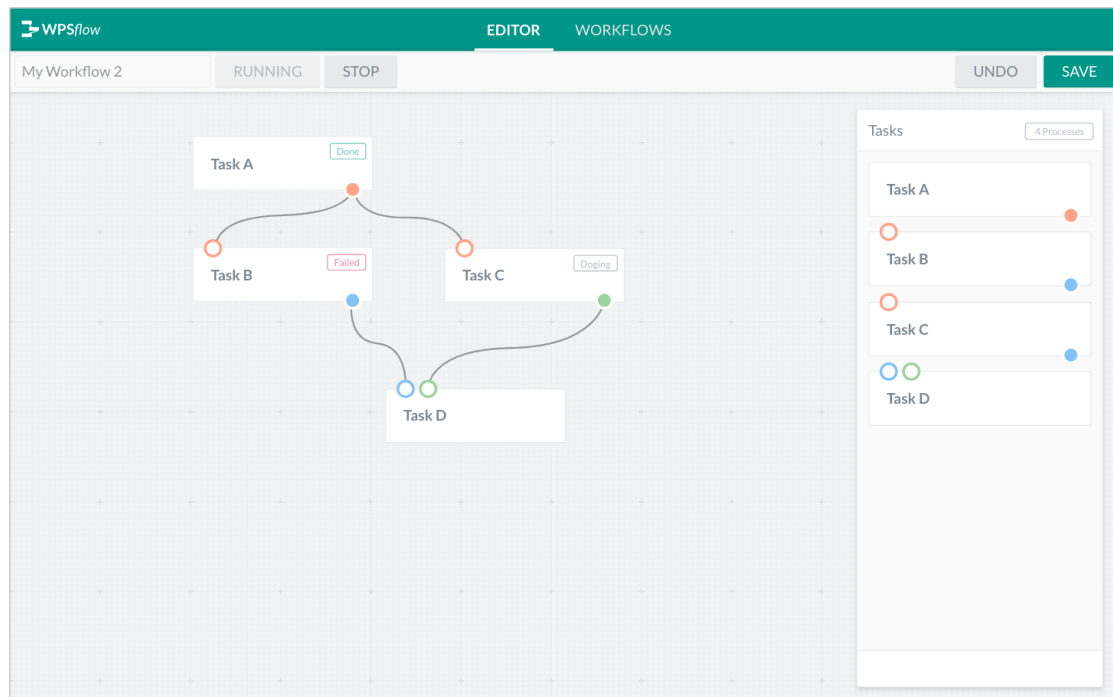 WPSflow
EDITOR WORKFLOWS
My Workflow 2 RUNNING STOP UNDO SAVE
Task A
Done
Task B
Failed
Task C
Doging
Task D
Tasks
4 Processes
Task A
Task B
Task C
Task D